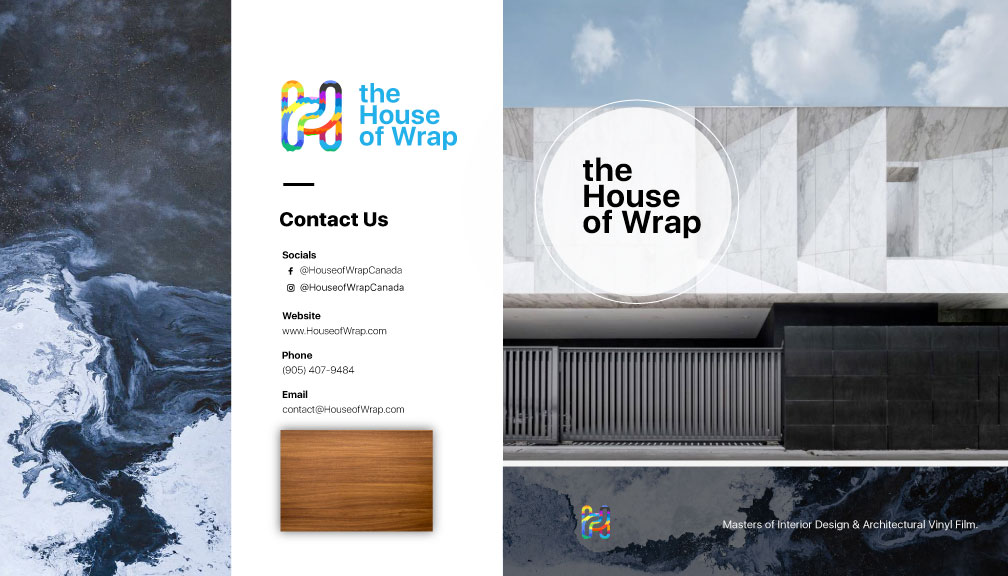 the
House
of Wrap
Contact Us
Socials
@HouseofWrapCanada
@HouseofWrapCanada
Website
www.HouseofWrap.com
Phone
(905) 407-9484
Email
contact@HouseofWrap.com
the
House
of Wrap
Masters of Interior Design & Architectural Vinyl Film.